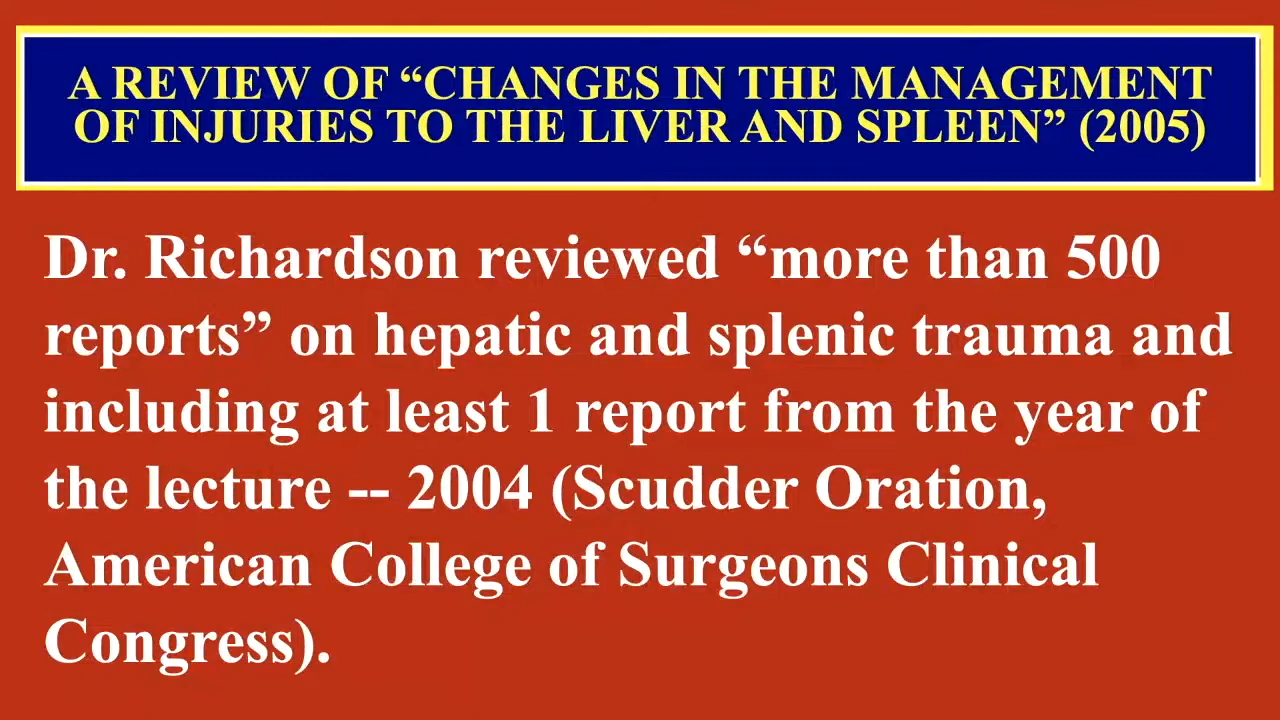 A REVIEW OF “CHANGES IN THE MANAGEMENT
OF INJURIES TO THE LIVER AND SPLEEN” (2005)
Dr. Richardson reviewed “more than 500
reports” on hepatic and splenic trauma and
including at least 1 report from the year of
the lecture -- 2004 (Scudder Oration,
American College of Surgeons Clinical
Congress).